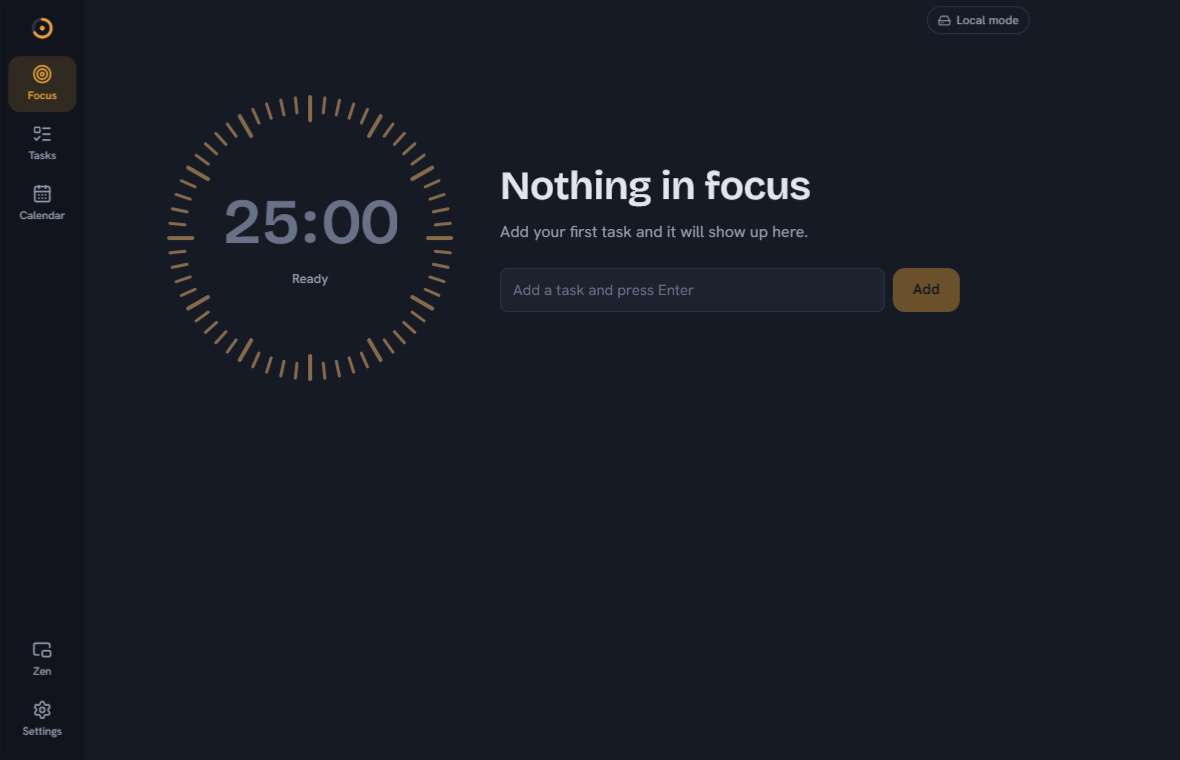 Local mode
Focus
Tasks
Calendar
25:00
Ready
Nothing in focus
Add your first task and it will show up here.
Add a task and press Enter
Add
Zen
Settings